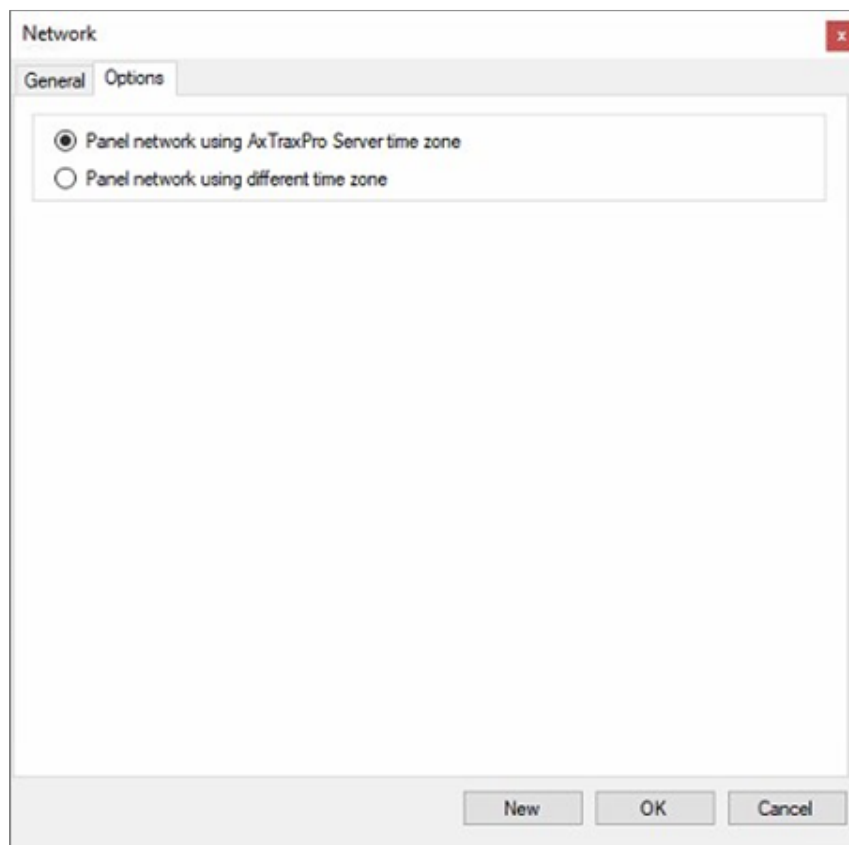 Network
x
General Options
Panel network using AxTraxPro Server time zone
Panel network using different time zone
New OK Cancel